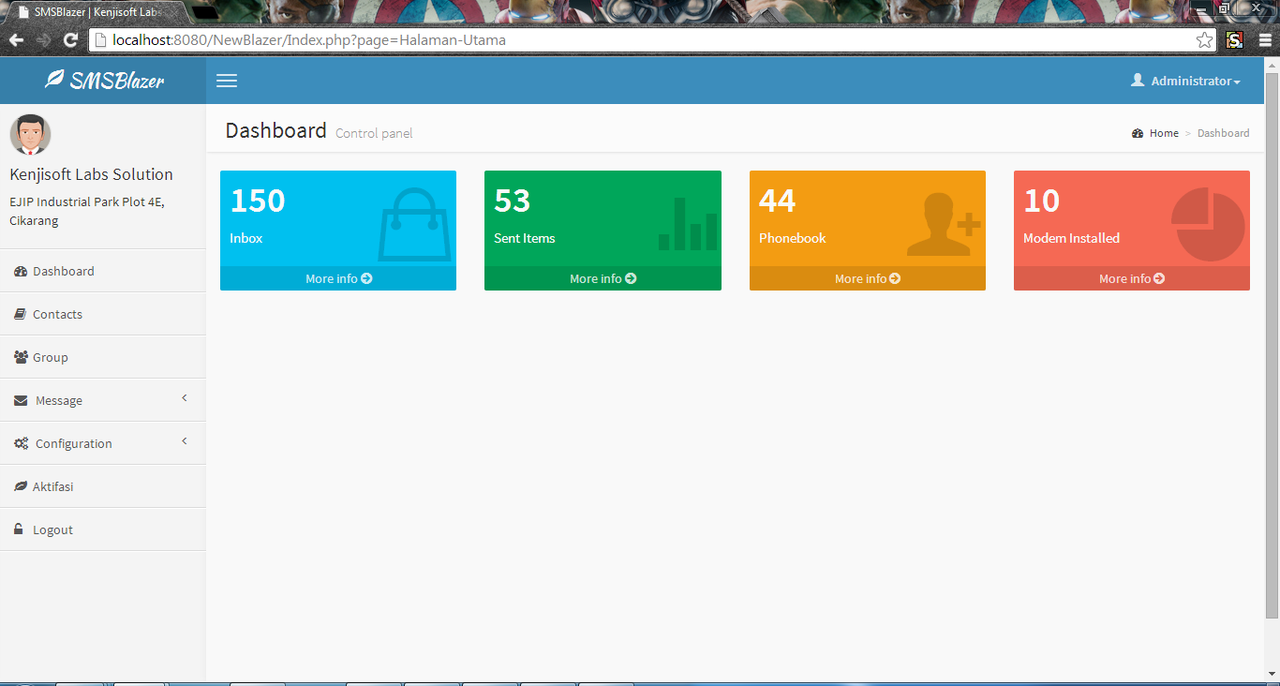 SMSBlazer | Kenjisoft Labs
localhost:8080/NewBlazer/Index.php?page=Halaman-Utama
SMSBlazer
Administrator
Kenjisoft Labs Solution
EJIP Industrial Park Plot 4E,
Cikarang
Dashboard
Contacts
Group
Message
Configuration
Aktifasi
Logout
Dashboard Control panel
Home > Dashboard
150
Inbox
More info
53
Sent Items
More info
44
Phonebook
More info
10
Modem Installed
More info